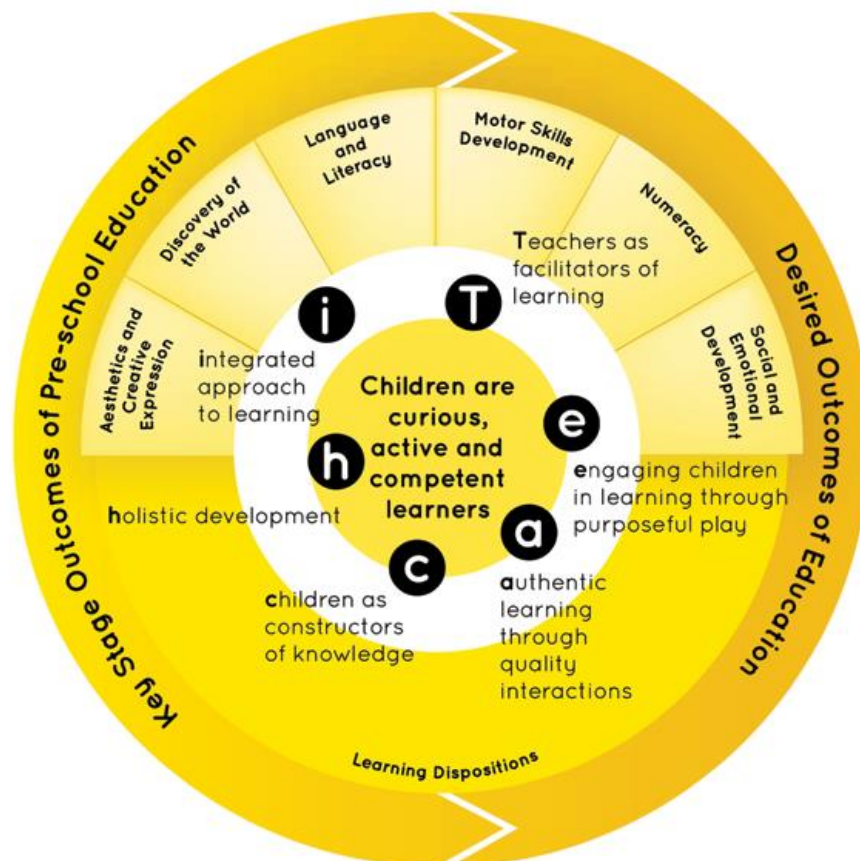 Key Stage Outcomes of Pre-school Education
Desired Outcomes of Education
Aesthetics and
Creative
Expression
Discovery of
the World
Language
and
Literacy
Motor Skills
Development
Numeracy
Social and
Emotional
Development
Learning Dispositions
Children are
curious,
active and
competent
learners
T
Teachers as
facilitators of
learning
e
engaging children
in learning through
purposeful play
a
authentic
learning
through
quality
interactions
c
children as
constructors
of knowledge
h
holistic development
i
integrated
approach
to learning